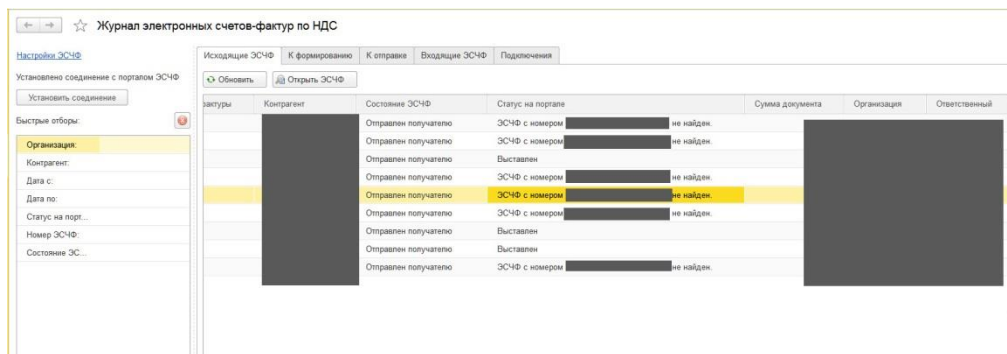 Журнал электронных счетов-фактур по НДС
Настройки ЭСЧФ
Установлено соединение с порталом ЭСЧФ
Установить соединение
Быстрые отборы:
Организация:
Контрагент:
Дата с:
Дата по:
Статус на порт...
Номер ЭСЧФ:
Состояние ЭС...
Исходящие ЭСЧФ К формированию К отправке Входящие ЭСЧФ Подключения
Обновить Открыть ЭСЧФ
фактуры Контрагент Состояние ЭСЧФ Статус на портале Сумма документа Организация Ответственный
Отправлен получателю ЭСЧФ с номером не найден.
Отправлен получателю ЭСЧФ с номером не найден.
Отправлен получателю Выставлен
Отправлен получателю ЭСЧФ с номером не найден.
Отправлен получателю ЭСЧФ с номером не найден.
Отправлен получателю ЭСЧФ с номером не найден.
Отправлен получателю Выставлен
Отправлен получателю Выставлен
Отправлен получателю ЭСЧФ с номером не найден.